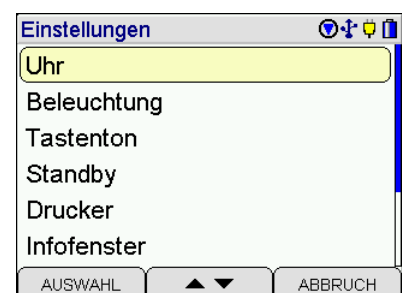 Einstellungen
Uhr
Beleuchtung
Tastenton
Standby
Drucker
Infofenster
AUSWAHL ▲ ▼ ABBRUCH